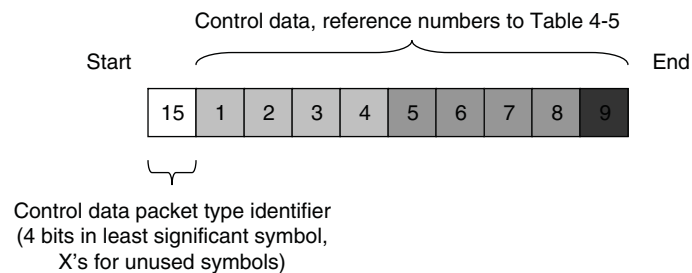 Control data, reference numbers to Table 4-5
Start
End
15 1 2 3 4 5 6 7 8 9
Control data packet type identifier
(4 bits in least significant symbol,
X's for unused symbols)